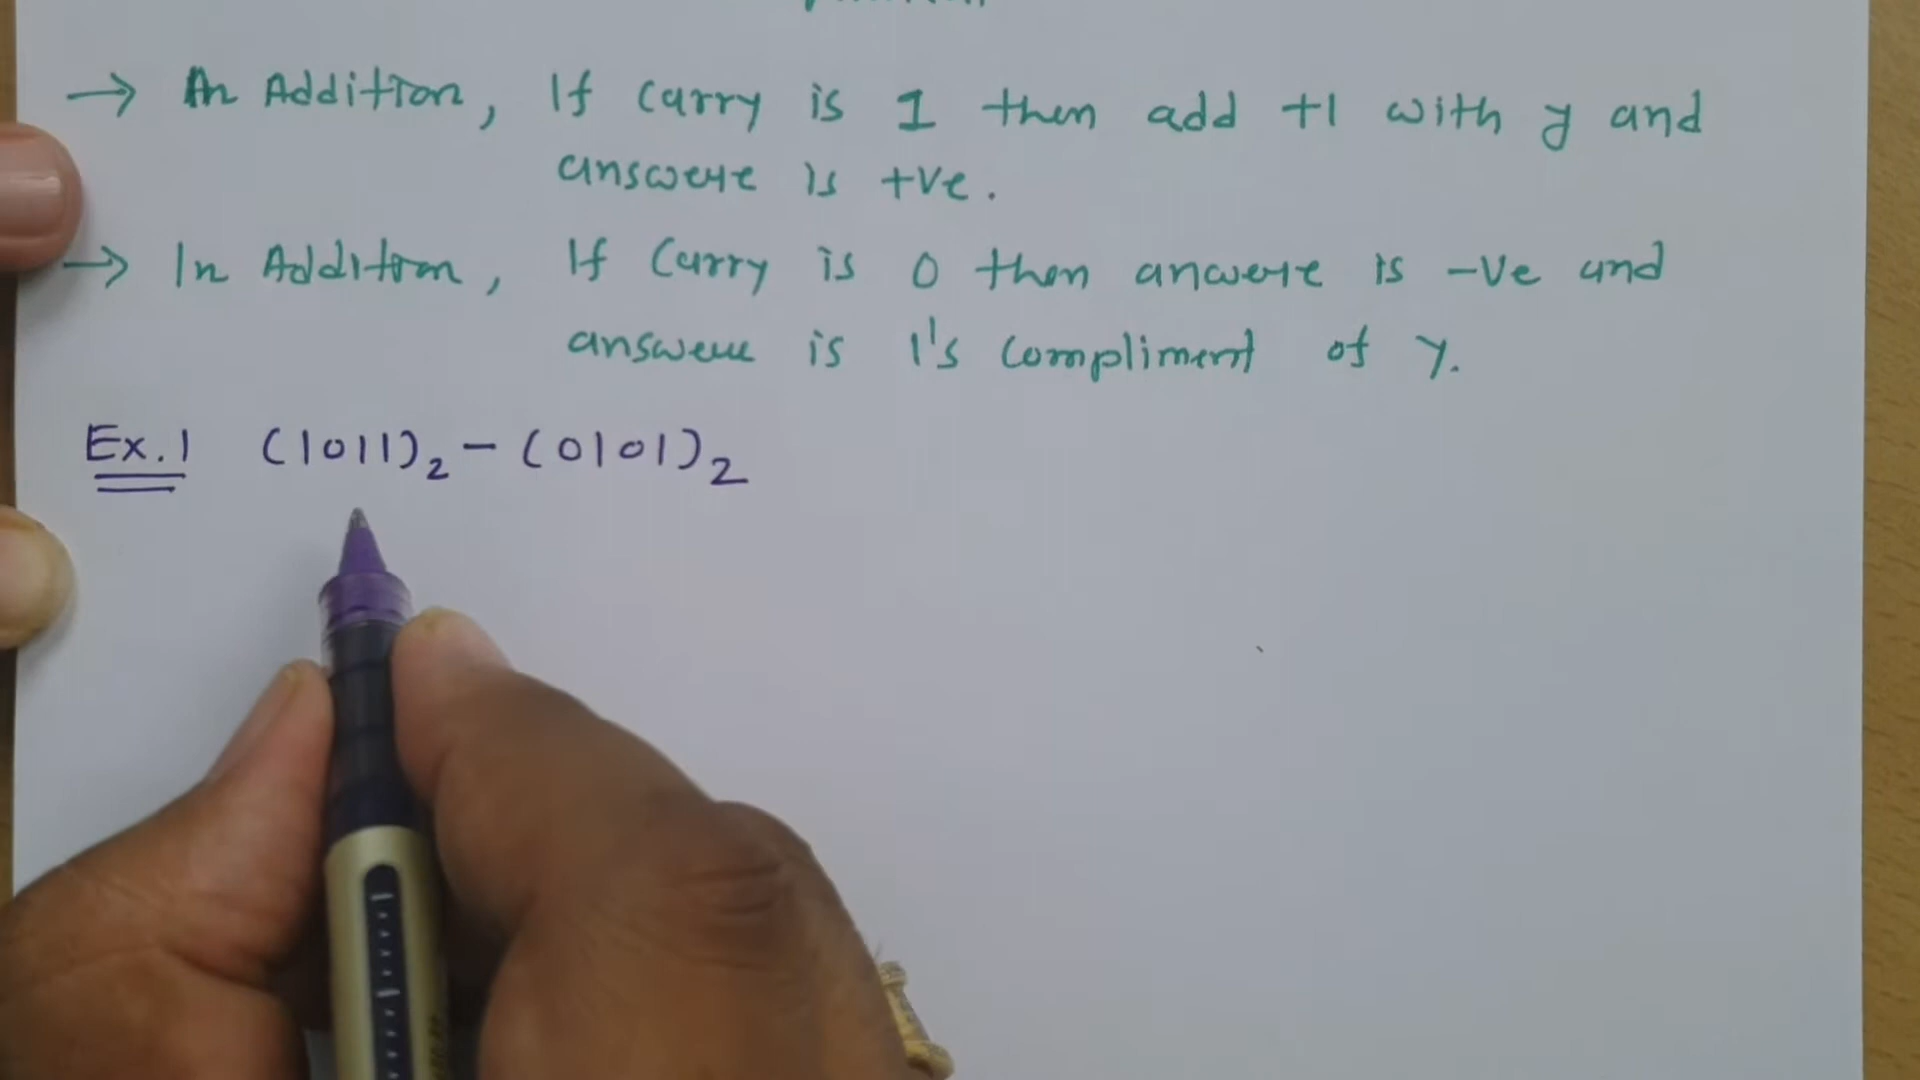 → An Addition, If carry is 1 then add +1 with y and
answere is +ve.
→ In Addition, If Carry is 0 then anwere is -ve and
answere is 1's compliment of y.
Ex.1 (1011)₂ - (0101)₂